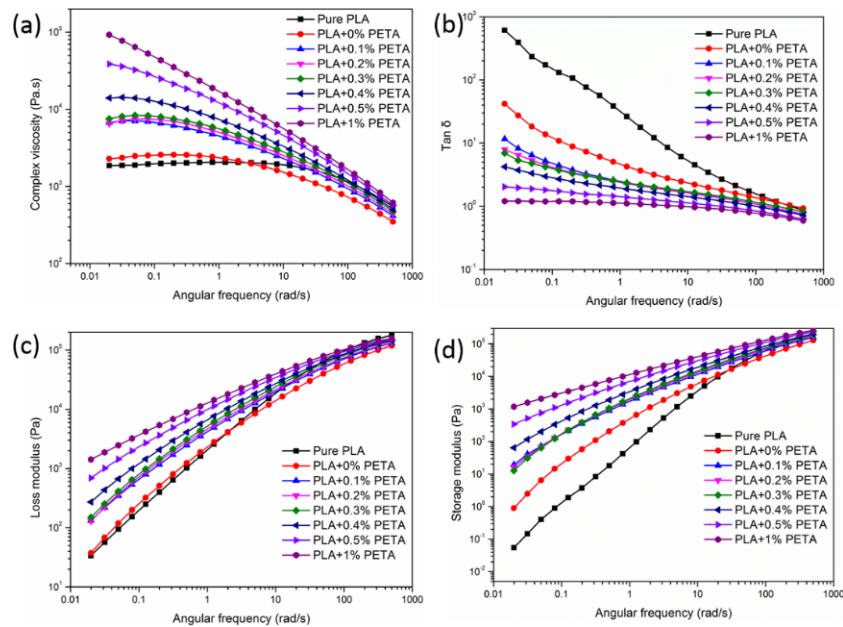 (a)
Complex viscosity (Pa.s)
10^5
10^4
10^3
10^2
Pure PLA
PLA+0% PETA
PLA+0.1% PETA
PLA+0.2% PETA
PLA+0.3% PETA
PLA+0.4% PETA
PLA+0.5% PETA
PLA+1% PETA
0.01 0.1 1 10 100 1000
Angular frequency (rad/s)
(b)
Tan δ
10^3
10^2
10^1
10^0
10^-1
Pure PLA
PLA+0% PETA
PLA+0.1% PETA
PLA+0.2% PETA
PLA+0.3% PETA
PLA+0.4% PETA
PLA+0.5% PETA
PLA+1% PETA
0.01 0.1 1 10 100 1000
Angular frequency (rad/s)
(c)
Loss modulus (Pa)
10^5
10^4
10^3
10^2
10^1
Pure PLA
PLA+0% PETA
PLA+0.1% PETA
PLA+0.2% PETA
PLA+0.3% PETA
PLA+0.4% PETA
PLA+0.5% PETA
PLA+1% PETA
0.01 0.1 1 10 100 1000
Angular frequency (rad/s)
(d)
Storage modulus (Pa)
10^5
10^4
10^3
10^2
10^1
10^0
10^-1
10^-2
Pure PLA
PLA+0% PETA
PLA+0.1% PETA
PLA+0.2% PETA
PLA+0.3% PETA
PLA+0.4% PETA
PLA+0.5% PETA
PLA+1% PETA
0.01 0.1 1 10 100 1000
Angular frequency (rad/s)